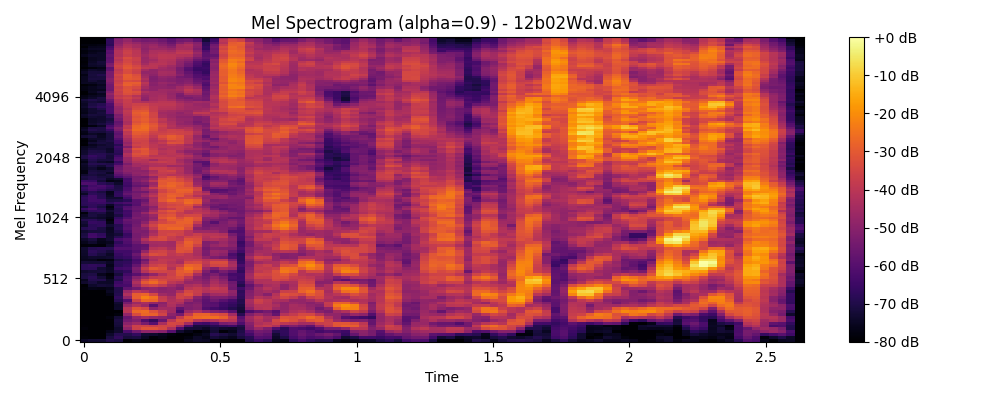 Mel Spectrogram (alpha=0.9) - 12b02Wd.wav
Mel Frequency
4096
2048
1024
512
0
0
0.5
1
1.5
2
2.5
Time
+0 dB
-10 dB
-20 dB
-30 dB
-40 dB
-50 dB
-60 dB
-70 dB
-80 dB